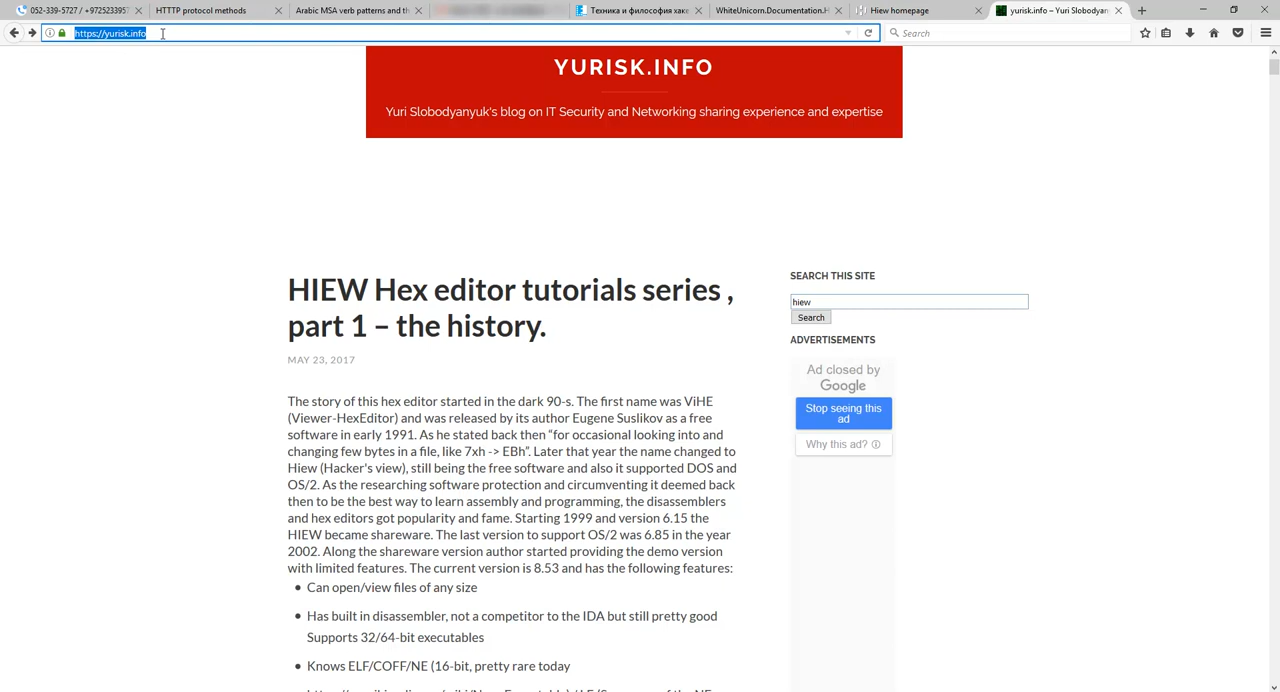 052-339-5727 / +972523395
HTTTP protocol methods
Arabic MSA verb patterns and th
Техника и философия хаке
WhiteUnicorn.Documentation.H
Hiew homepage
yurisk.info – Yuri Slobodyan
https://yurisk.info
Search
YURISK.INFO
Yuri Slobodyanyuk's blog on IT Security and Networking sharing experience and expertise
HIEW Hex editor tutorials series ,
part 1 – the history.
MAY 23, 2017
The story of this hex editor started in the dark 90-s. The first name was ViHE
(Viewer-HexEditor) and was released by its author Eugene Suslikov as a free
software in early 1991. As he stated back then “for occasional looking into and
changing few bytes in a file, like 7xh -> EBh”. Later that year the name changed to
Hiew (Hacker's view), still being the free software and also it supported DOS and
OS/2. As the researching software protection and circumventing it deemed back
then to be the best way to learn assembly and programming, the disassemblers
and hex editors got popularity and fame. Starting 1999 and version 6.15 the
HIEW became shareware. The last version to support OS/2 was 6.85 in the year
2002. Along the shareware version author started providing the demo version
with limited features. The current version is 8.53 and has the following features:
Can open/view files of any size
Has built in disassembler, not a competitor to the IDA but still pretty good
Supports 32/64-bit executables
Knows ELF/COFF/NE (16-bit, pretty rare today
SEARCH THIS SITE
hiew
Search
ADVERTISEMENTS
Ad closed by
Google
Stop seeing this
ad
Why this ad?